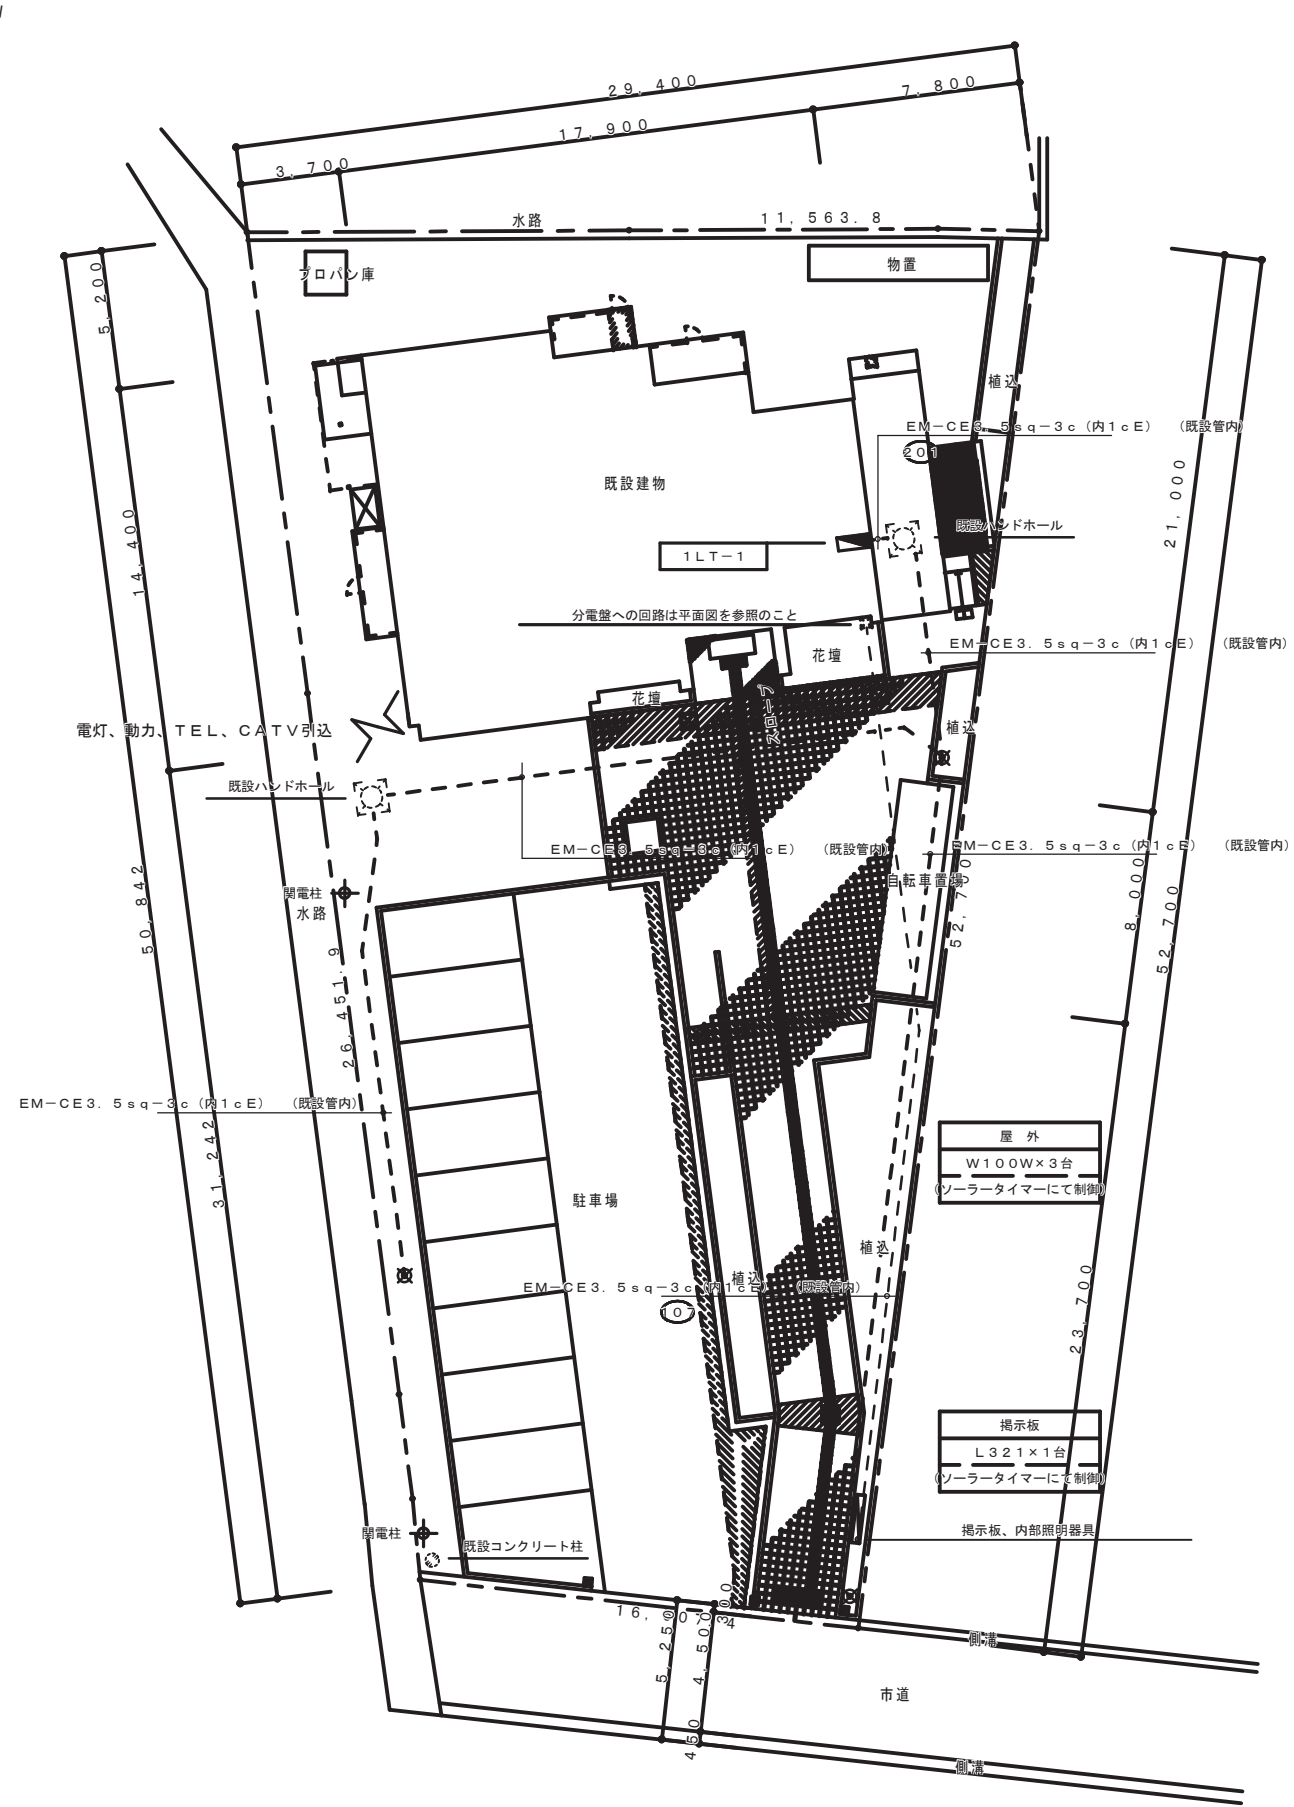 29,400
7,800
17,900
3,700
水路
11,563.8
プロパン庫
物置
5,200
植込
EM－CE3．5sq－3c（内1cE）　（既設管内）
201
既設建物
21,000
既設ハンドホール
14,400
1LT－1
分電盤への回路は平面図を参照のこと
EM－CE3．5sq－3c（内1cE）　（既設管内）
花壇
花壇
スロープ
電灯、動力、TEL、CATV引込
植込
既設ハンドホール
EM－CE3．5sq－3c（内1cE）　（既設管内）
EM－CE3．5sq－3c（内1cE）　（既設管内）
自転車置場
関電柱
水路
50,842
52,700
8,000
52,700
26,451.9
EM－CE3．5sq－3c（内1cE）　（既設管内）
31,242
屋　外
W100W×3台
（ソーラータイマーにて制御）
駐車場
植込
植込
EM－CE3．5sq－3c（内1cE）　（既設管内）
107
23,700
掲示板
L321×1台
（ソーラータイマーにて制御）
掲示板、内部照明器具
関電柱
既設コンクリート柱
300
5,250
4,500
側溝
市道
450
側溝